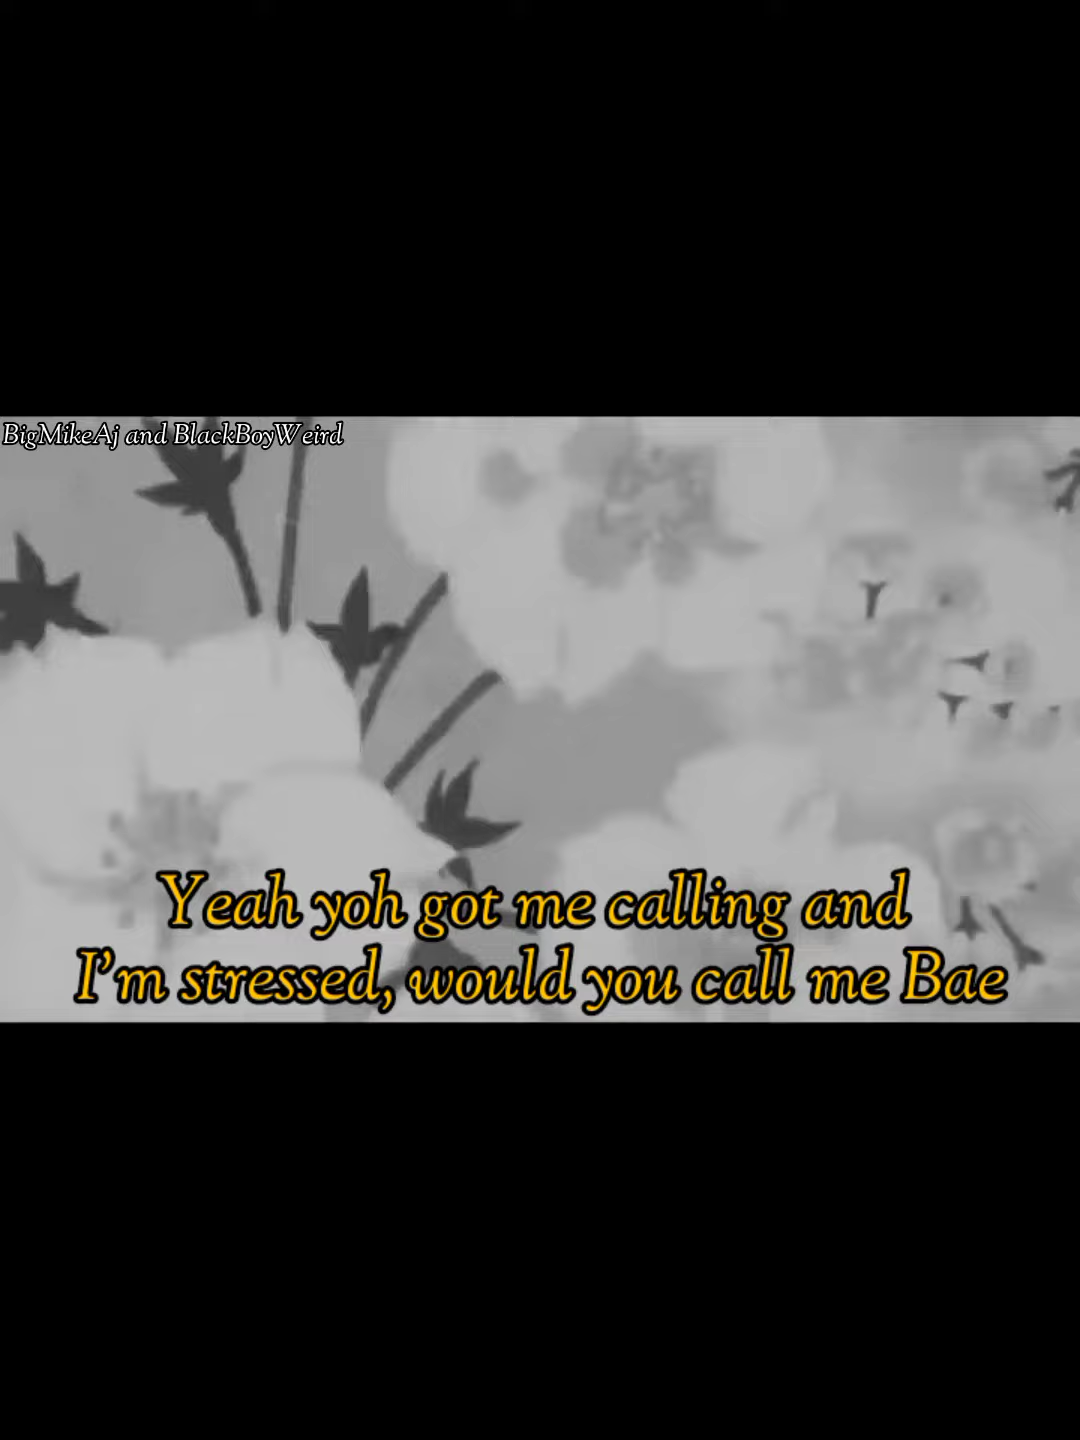 BigMikeAj and BlackBoyWeird
Yeah yoh got me calling and
I'm stressed, would you call me Bae